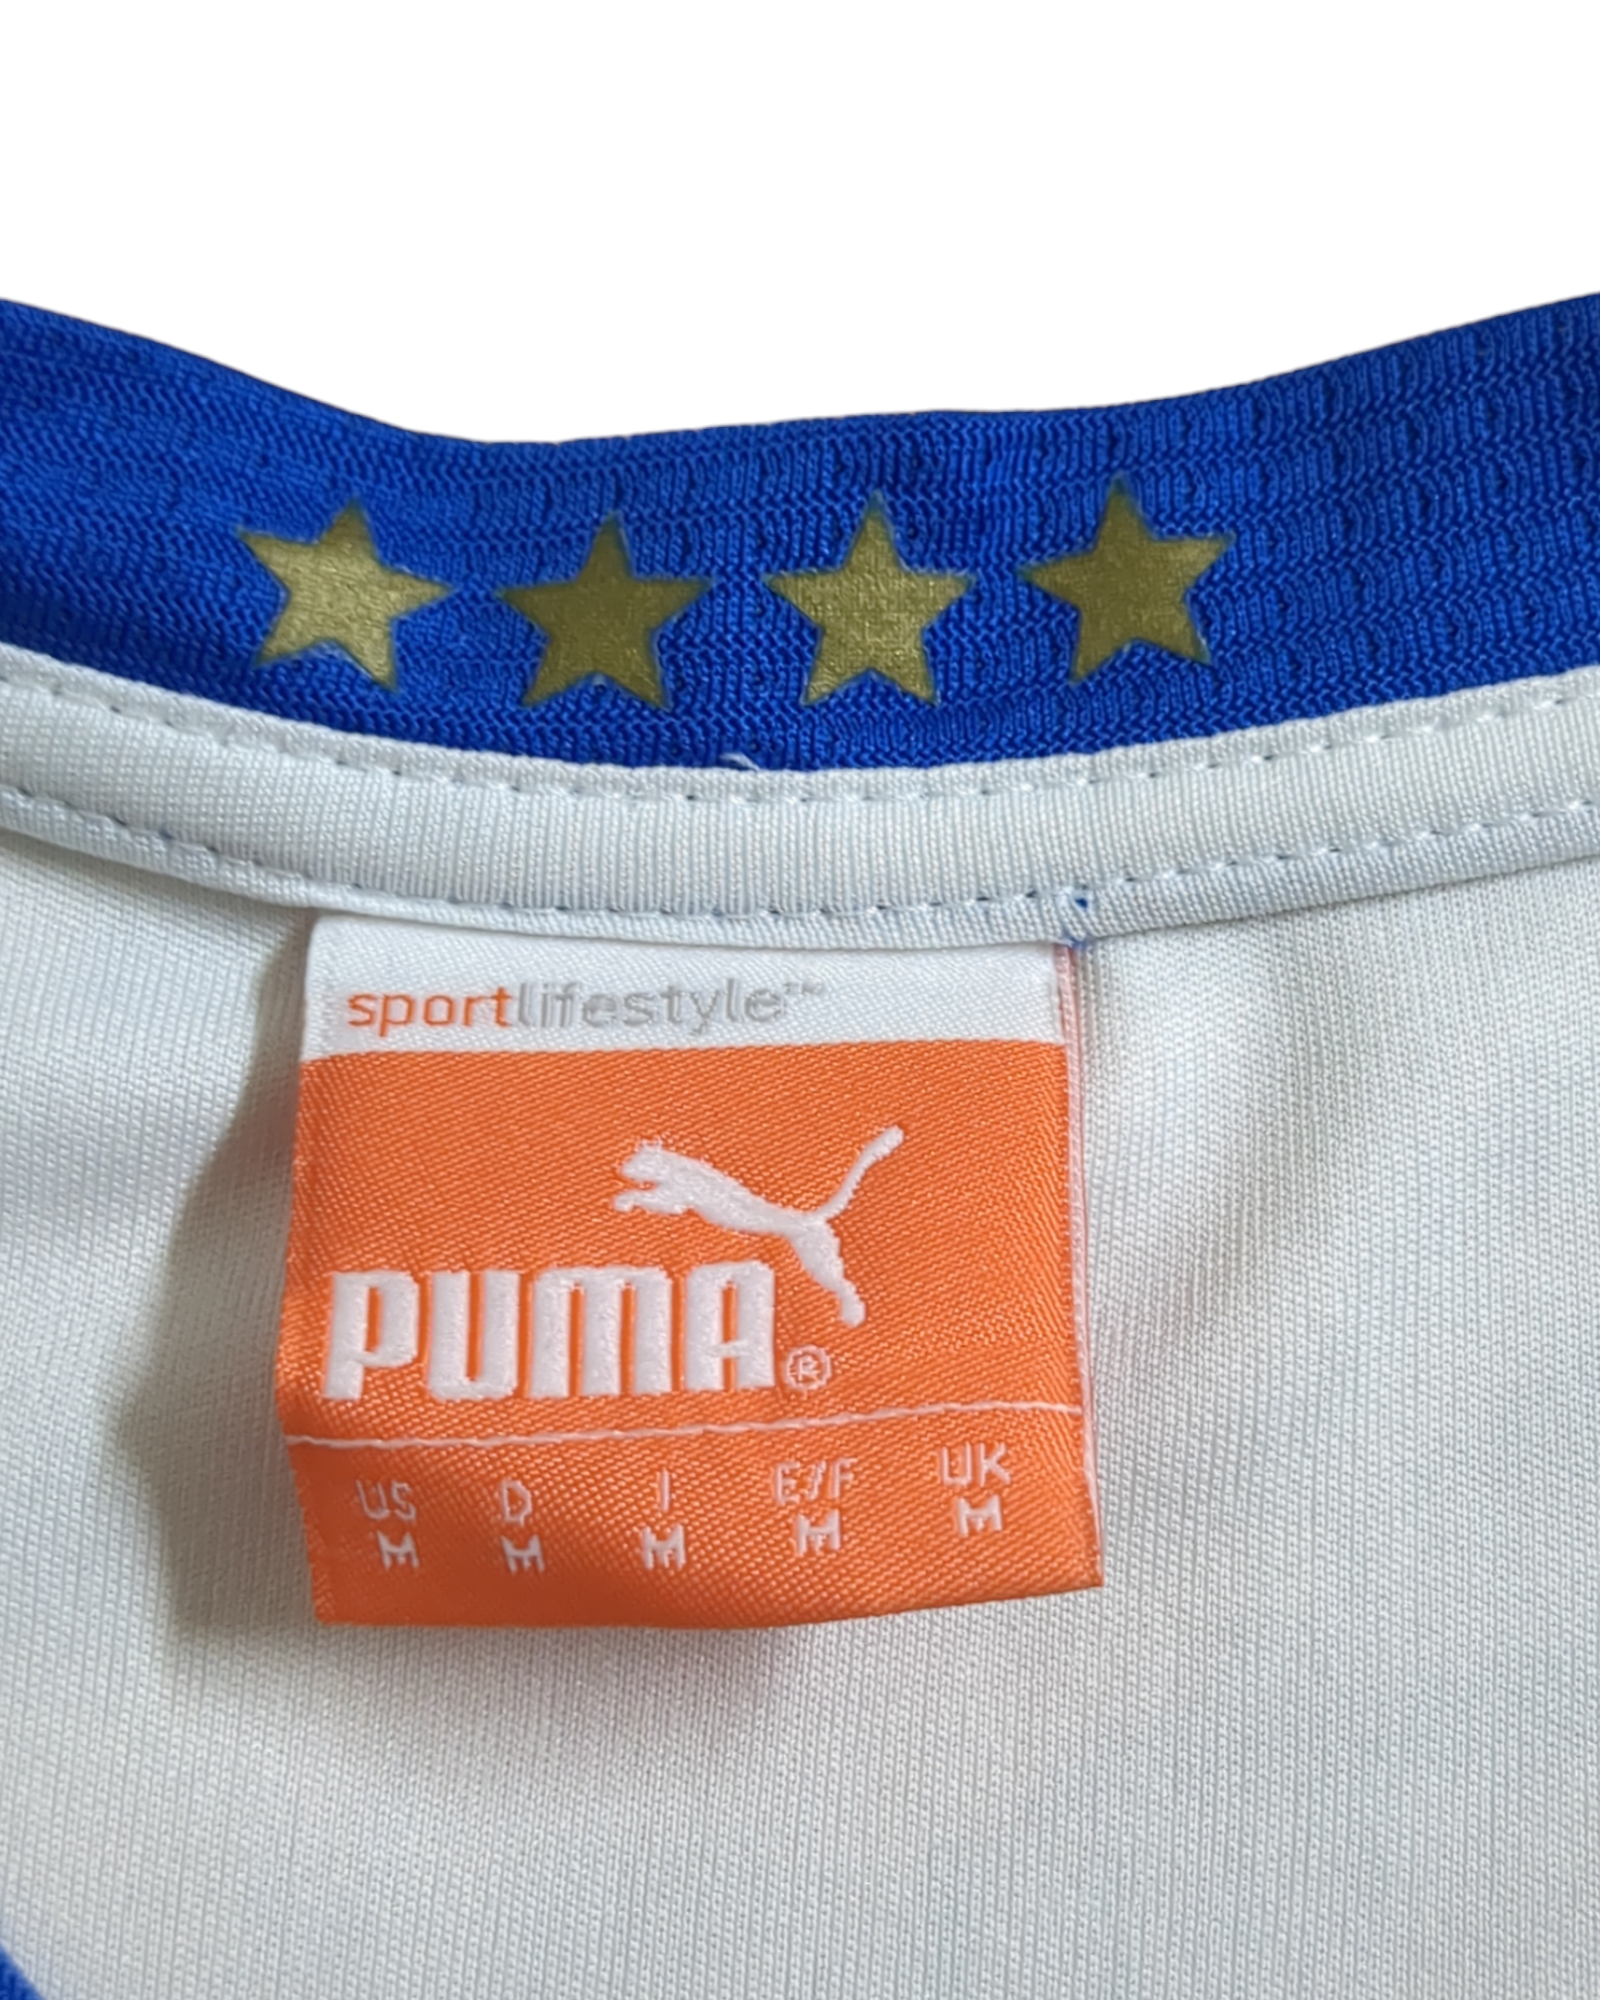 sportlifestyle™
PUMA®
US D I E/F UK
M M M M M